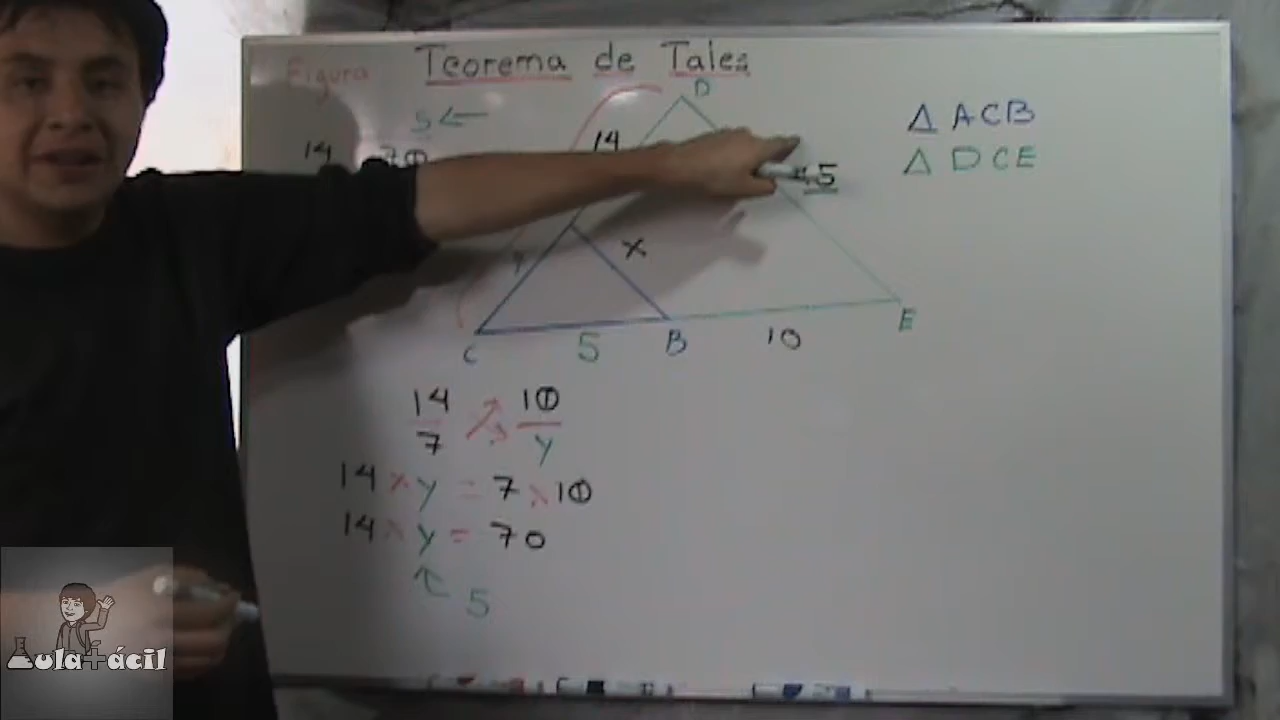 Figura Teorema de Tales
D
5 ←
14
Δ ACB
14 70
Δ DCE
5
7 x
C 5 B 10 E
14 10
7 y
14 × y = 7 × 10
14 × y = 70
5
Aulafácil